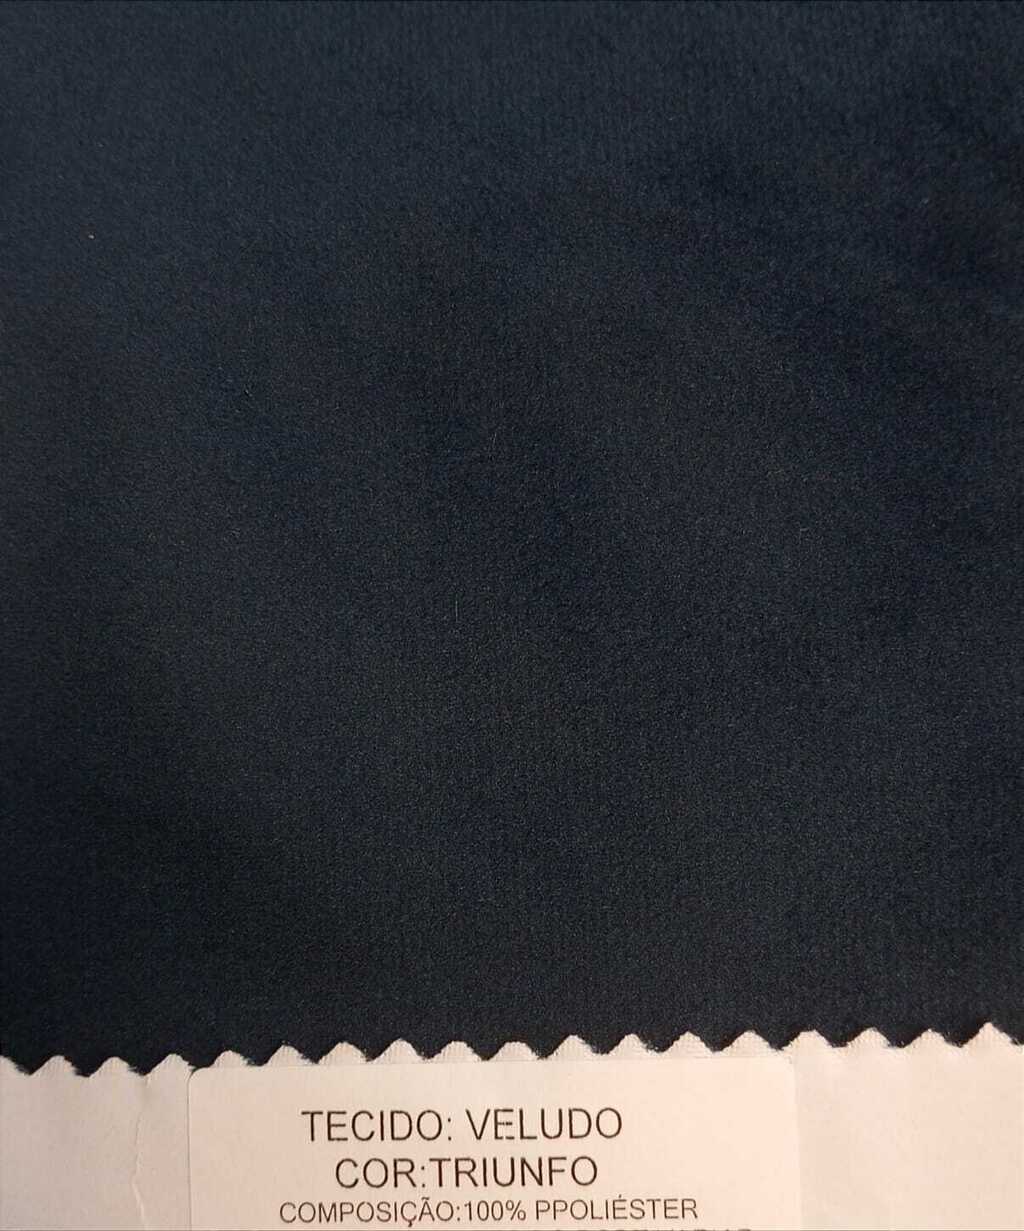 TECIDO: VELUDO
COR:TRIUNFO
COMPOSIÇÃO:100% PPOLIÉSTER